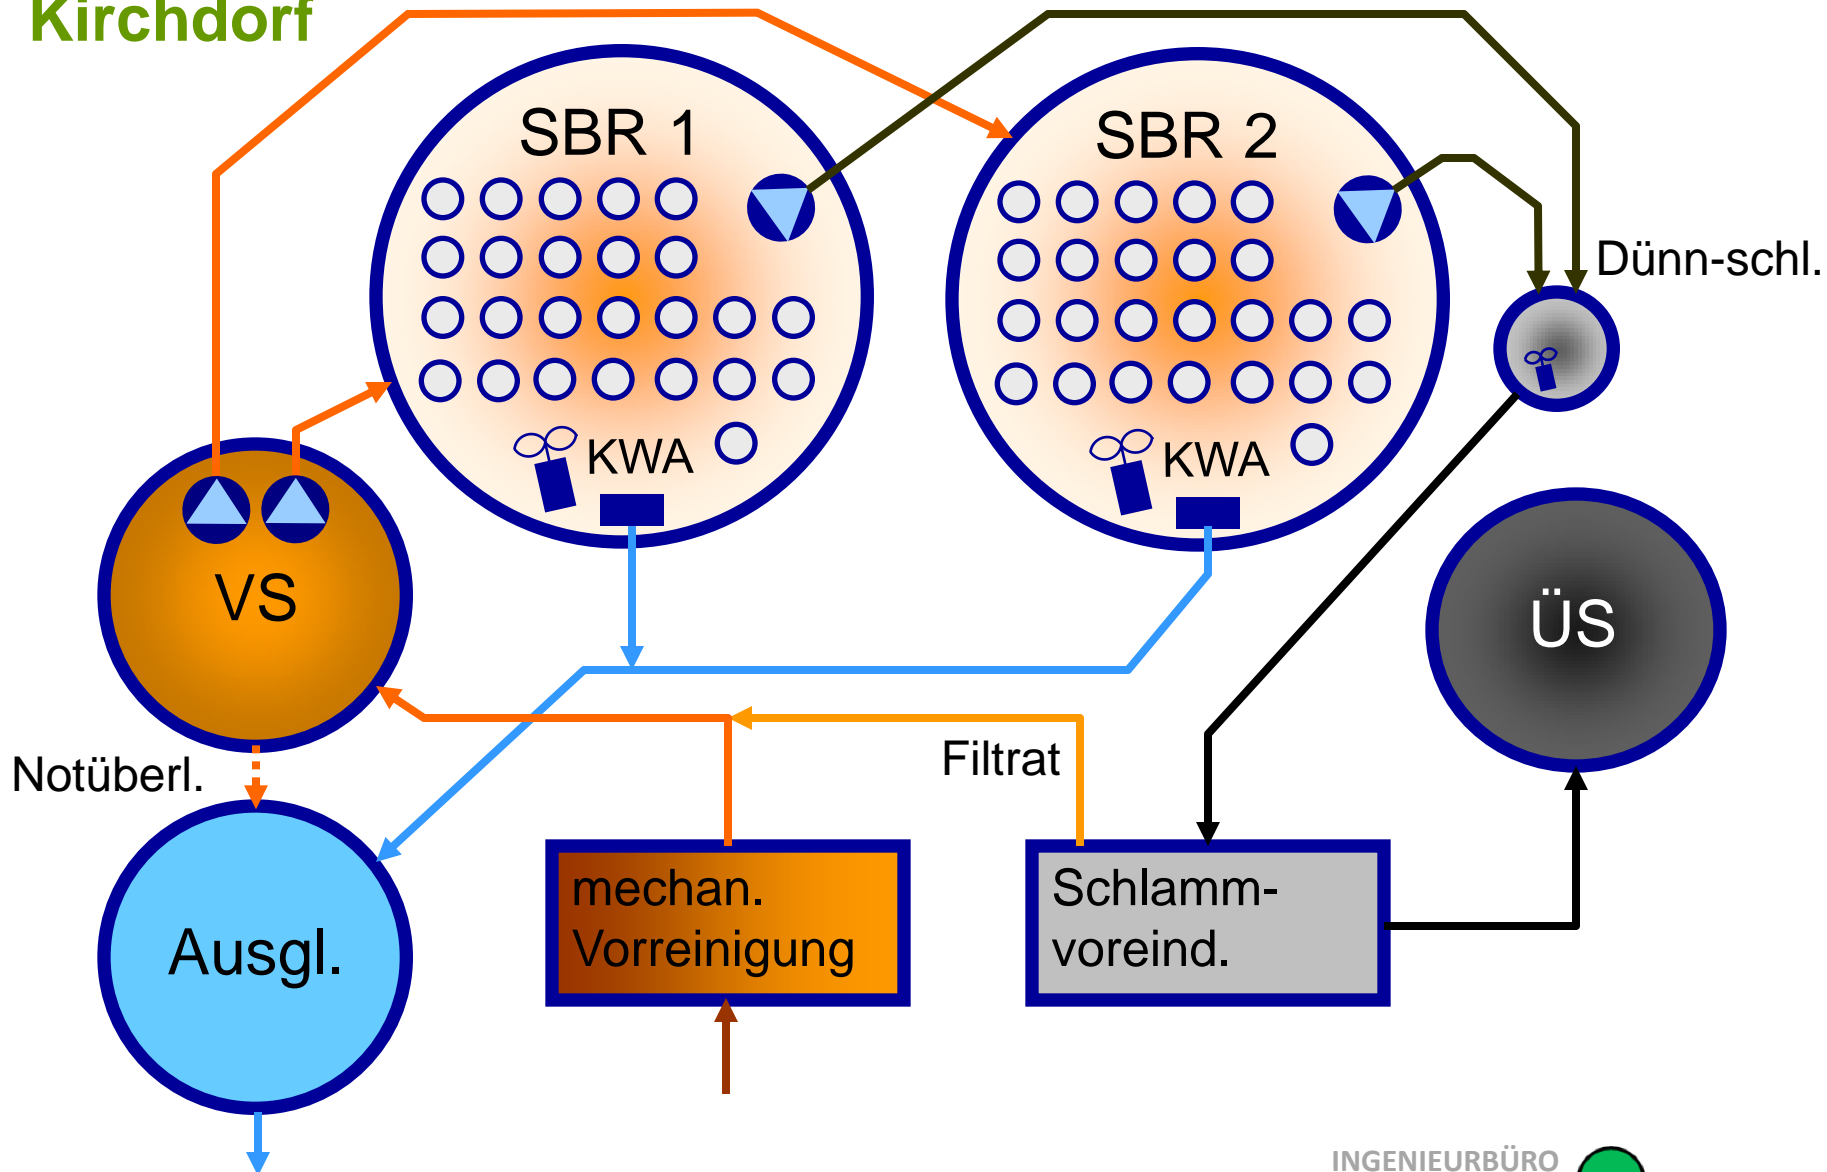 Kirchdorf
SBR 1
SBR 2
Dünn-schl.
KWA
KWA
VS
ÜS
Notüberl.
Filtrat
mechan.
Vorreinigung
Schlamm-
voreind.
Ausgl.
INGENIEURBÜRO